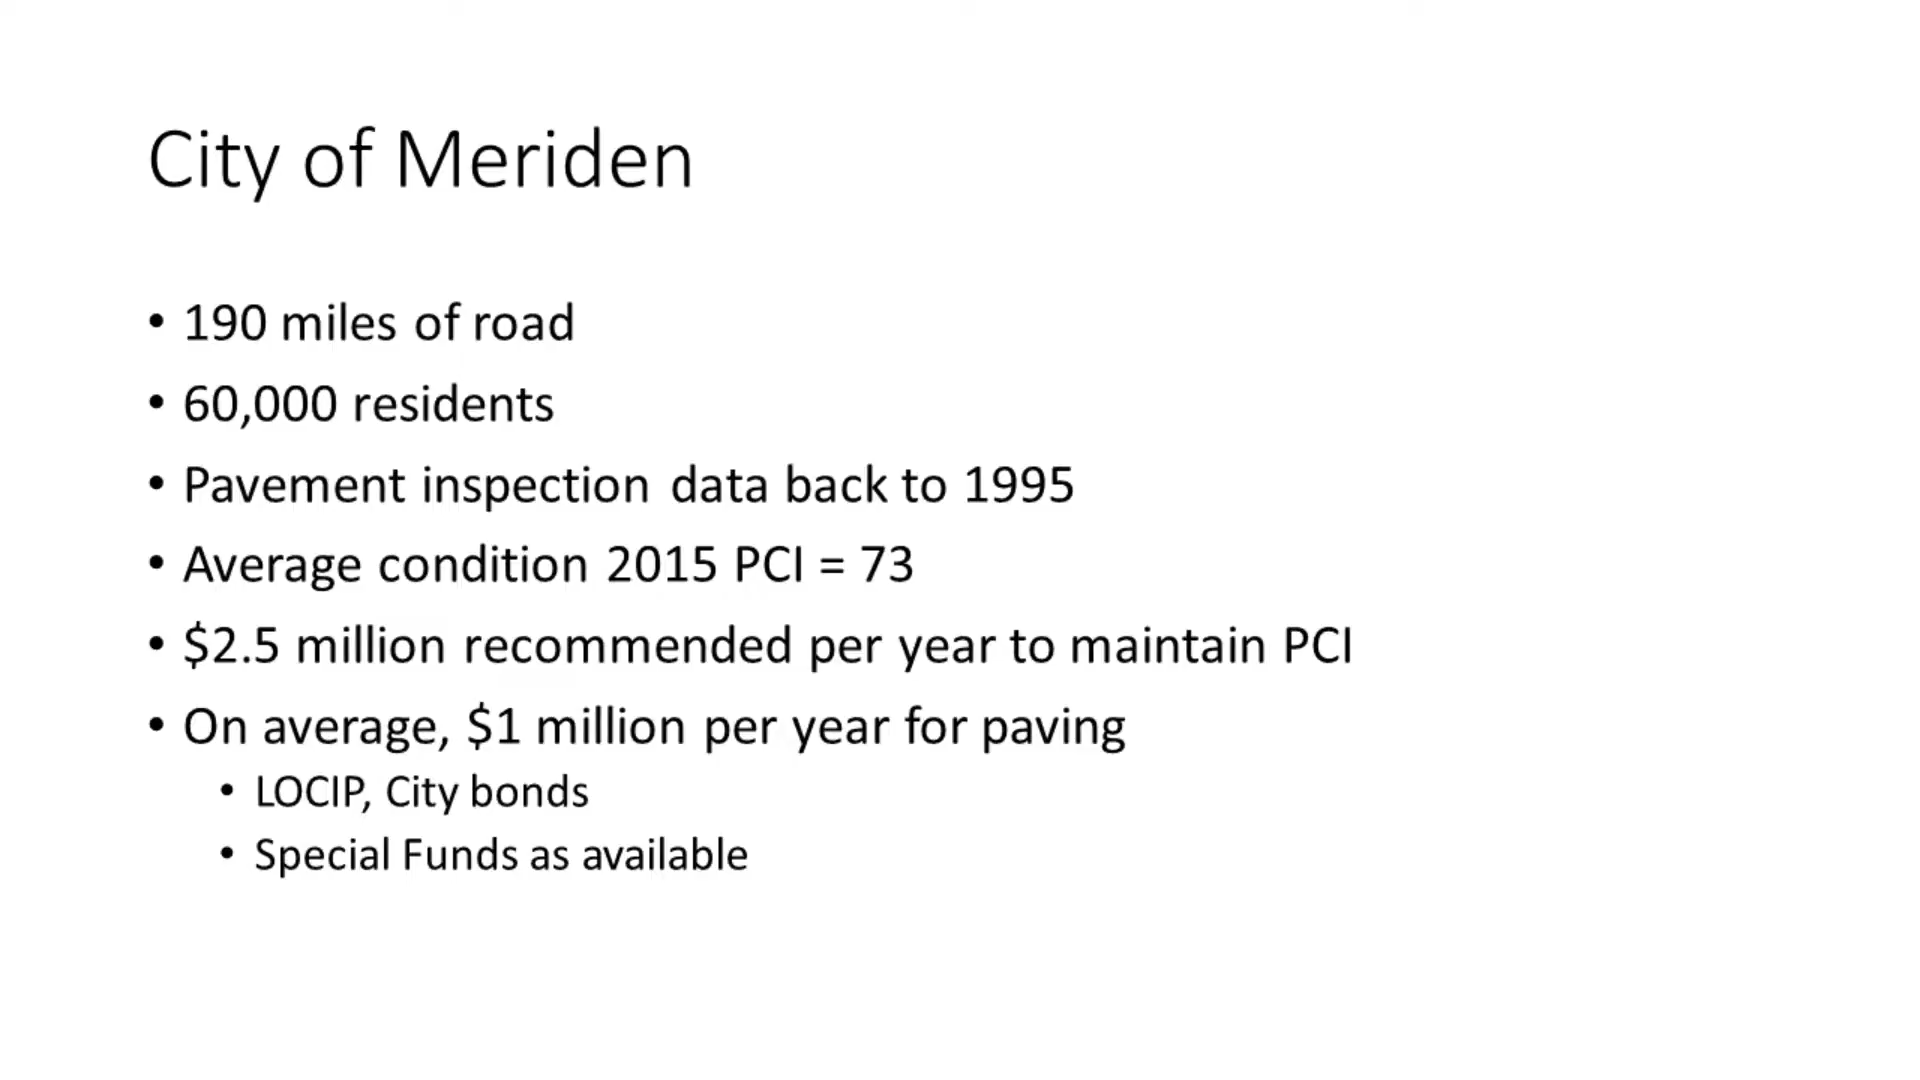 City of Meriden
• 190 miles of road
• 60,000 residents
• Pavement inspection data back to 1995
• Average condition 2015 PCI = 73
• $2.5 million recommended per year to maintain PCI
• On average, $1 million per year for paving
• LOCIP, City bonds
• Special Funds as available